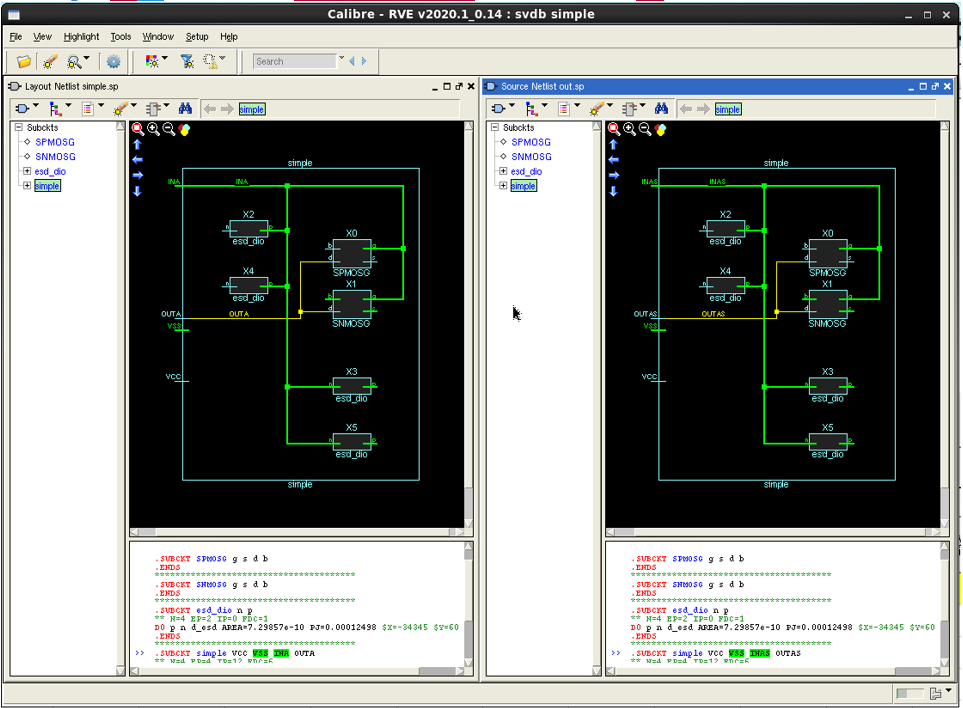 Calibre - RVE v2020.1_0.14 : svdb simple
File View Highlight Tools Window Setup Help
Search
Layout Netlist simple.sp
simple
Subckts
SPMOSG
SNMOSG
esd_dio
simple
simple
INA INA
X2
n p
esd_dio
X0
b g
d s
SPMOSG
X4
n p
esd_dio
X1
b g
d s
SNMOSG
OUTA OUTA
VSS
VCC
X3
n p
esd_dio
X5
n p
esd_dio
simple
.SUBCKT SPMOSG g s d b
.ENDS
*****************************************
.SUBCKT SNMOSG g s d b
.ENDS
*****************************************
.SUBCKT esd_dio n p
** N=4 EP=2 IP=0 FDC=1
D0 p n d_esd AREA=7.29857e-10 PJ=0.00012498 $X=-34345 $Y=60
.ENDS
*****************************************
>> .SUBCKT simple VCC VSS INA OUTA
** N=4 EP=4 IP=12 FDC=6
Source Netlist out.sp
simple
Subckts
SPMOSG
SNMOSG
esd_dio
simple
simple
INAS INAS
X2
n p
esd_dio
X0
b g
d s
SPMOSG
X4
n p
esd_dio
X1
b g
d s
SNMOSG
OUTAS OUTAS
VSS
VCC
X3
n p
esd_dio
X5
n p
esd_dio
simple
.SUBCKT SPMOSG g s d b
.ENDS
*****************************************
.SUBCKT SNMOSG g s d b
.ENDS
*****************************************
.SUBCKT esd_dio n p
** N=4 EP=2 IP=0 FDC=1
D0 p n d_esd AREA=7.29857e-10 PJ=0.00012498 $X=-34345 $Y=60
.ENDS
*****************************************
>> .SUBCKT simple VCC VSS INAS OUTAS
** N=4 EP=4 IP=12 FDC=6